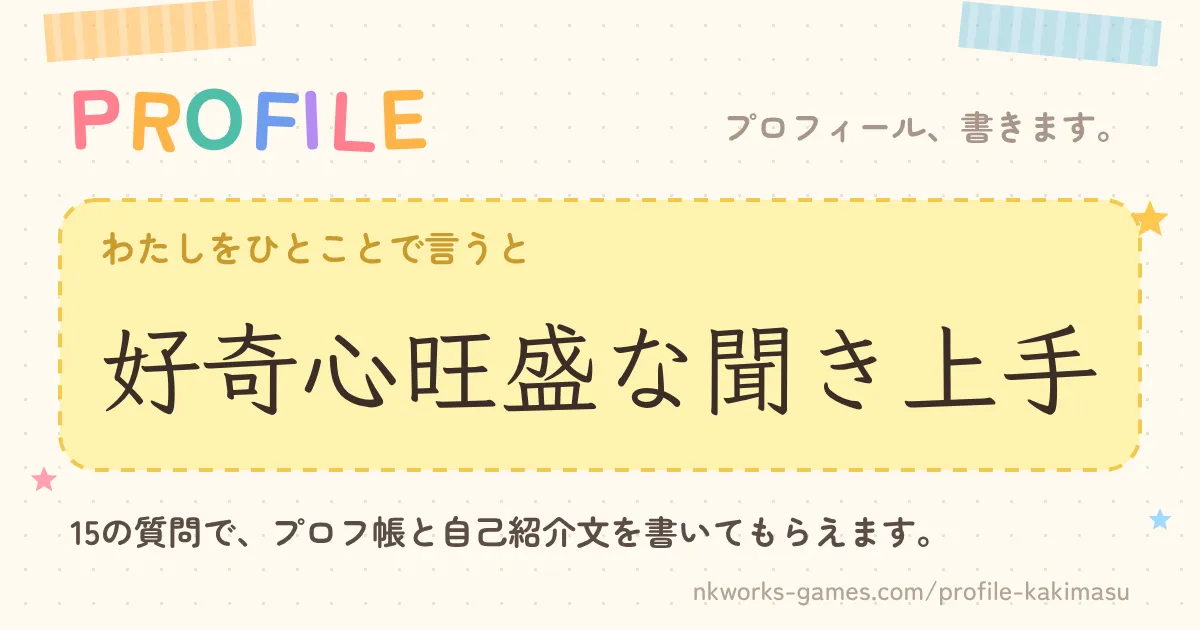 PROFILE
プロフィール、書きます。
わたしをひとことで言うと
好奇心旺盛な聞き上手
15の質問で、プロフ帳と自己紹介文を書いてもらえます。
nkworks-games.com/profile-kakimasu